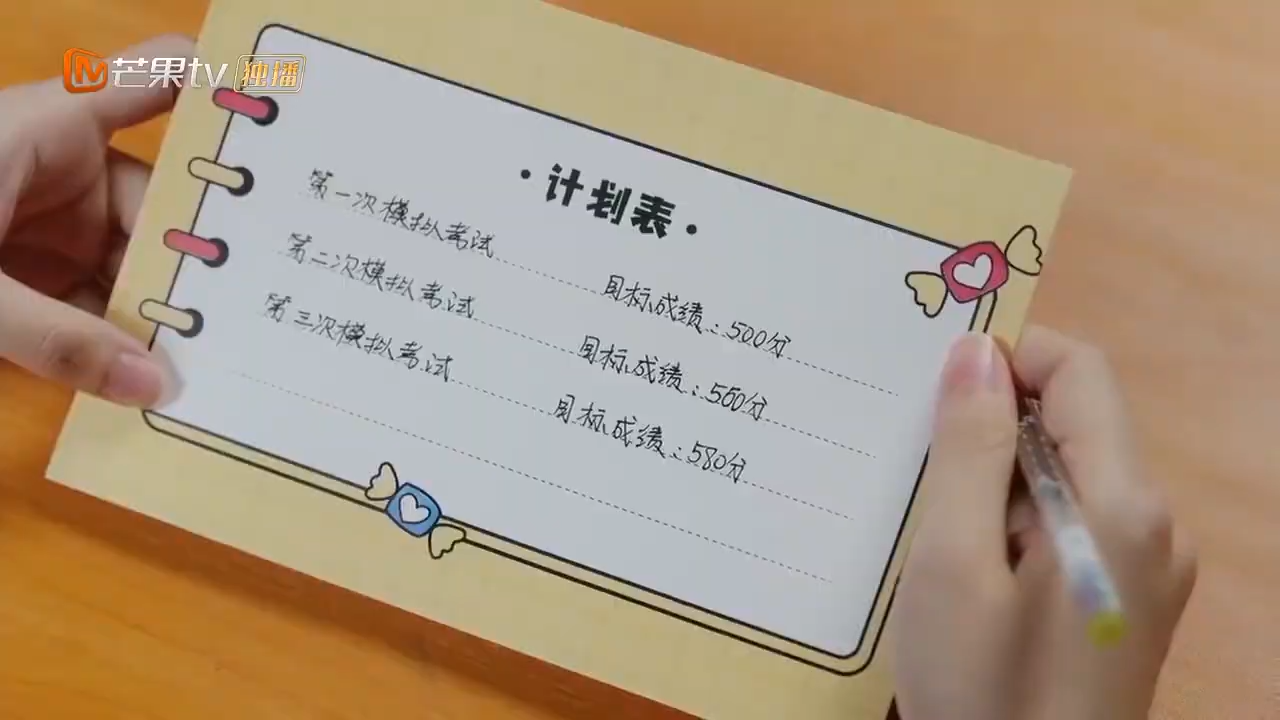 芒果tv 独播
·计划表·
第一次模拟考试 目标成绩:500分
第二次模拟考试 目标成绩:560分
第三次模拟考试 目标成绩:580分